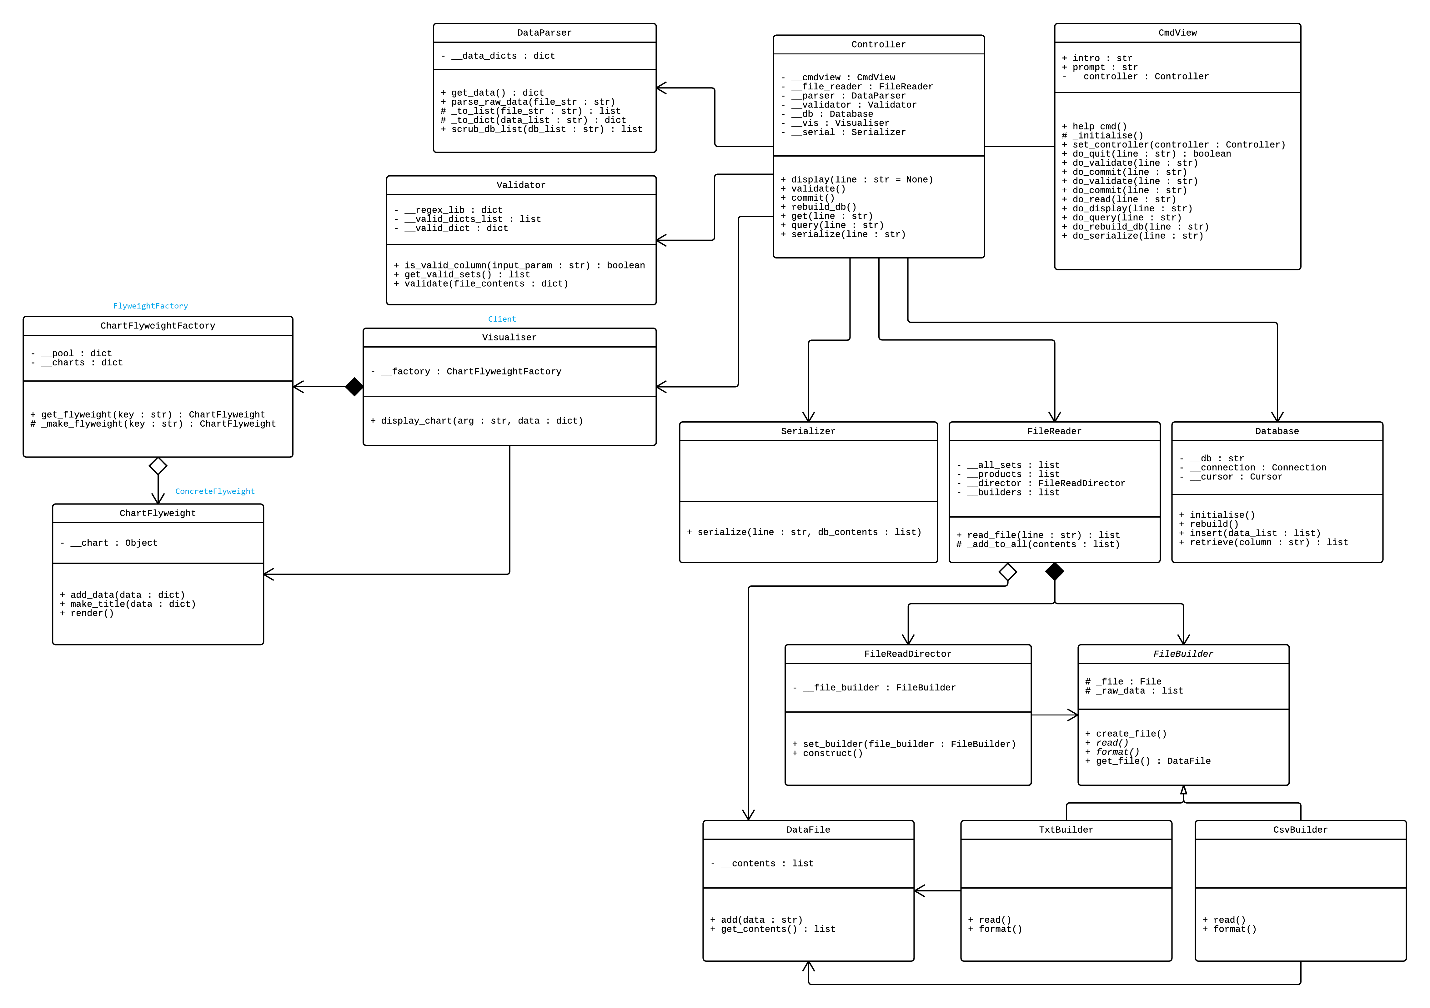 DataParser
- __data_dicts : dict
+ get_data() : dict
+ parse_raw_data(file_str : str)
# _to_list(file_str : str) : list
# _to_dict(data_list : str) : dict
+ scrub_db_list(db_list : str) : list
Controller
- __cmdview : CmdView
- __file_reader : FileReader
- __parser : DataParser
- __validator : Validator
- __db : Database
- __vis : Visualiser
- __serial : Serializer
+ display(line : str = None)
+ validate()
+ commit()
+ rebuild_db()
+ get(line : str)
+ query(line : str)
+ serialize(line : str)
CmdView
+ intro : str
+ prompt : str
- __controller : Controller
+ help_cmd()
# _initialise()
+ set_controller(controller : Controller)
+ do_quit(line : str) : boolean
+ do_validate(line : str)
+ do_commit(line : str)
+ do_validate(line : str)
+ do_commit(line : str)
+ do_read(line : str)
+ do_display(line : str)
+ do_query(line : str)
+ do_rebuild_db(line : str)
+ do_serialize(line : str)
Validator
- __regex_lib : dict
- __valid_dicts_list : list
- __valid_dict : dict
+ is_valid_column(input_param : str) : boolean
+ get_valid_sets() : list
+ validate(file_contents : dict)
FlyweightFactory
ChartFlyweightFactory
- __pool : dict
- __charts : dict
+ get_flyweight(key : str) : ChartFlyweight
# _make_flyweight(key : str) : ChartFlyweight
Client
Visualiser
- __factory : ChartFlyweightFactory
+ display_chart(arg : str, data : dict)
ConcreteFlyweight
ChartFlyweight
- __chart : Object
+ add_data(data : dict)
+ make_title(data : dict)
+ render()
Serializer
+ serialize(line : str, db_contents : list)
FileReader
- __all_sets : list
- __products : list
- __director : FileReadDirector
- __builders : list
+ read_file(line : str) : list
# _add_to_all(contents : list)
Database
- __db : str
- __connection : Connection
- __cursor : Cursor
+ initialise()
+ rebuild()
+ insert(data_list : list)
+ retrieve(column : str) : list
FileReadDirector
- __file_builder : FileBuilder
+ set_builder(file_builder : FileBuilder)
+ construct()
FileBuilder
# _file : File
# _raw_data : list
+ create_file()
+ read()
+ format()
+ get_file() : DataFile
DataFile
- __contents : list
+ add(data : str)
+ get_contents() : list
TxtBuilder
+ read()
+ format()
CsvBuilder
+ read()
+ format()